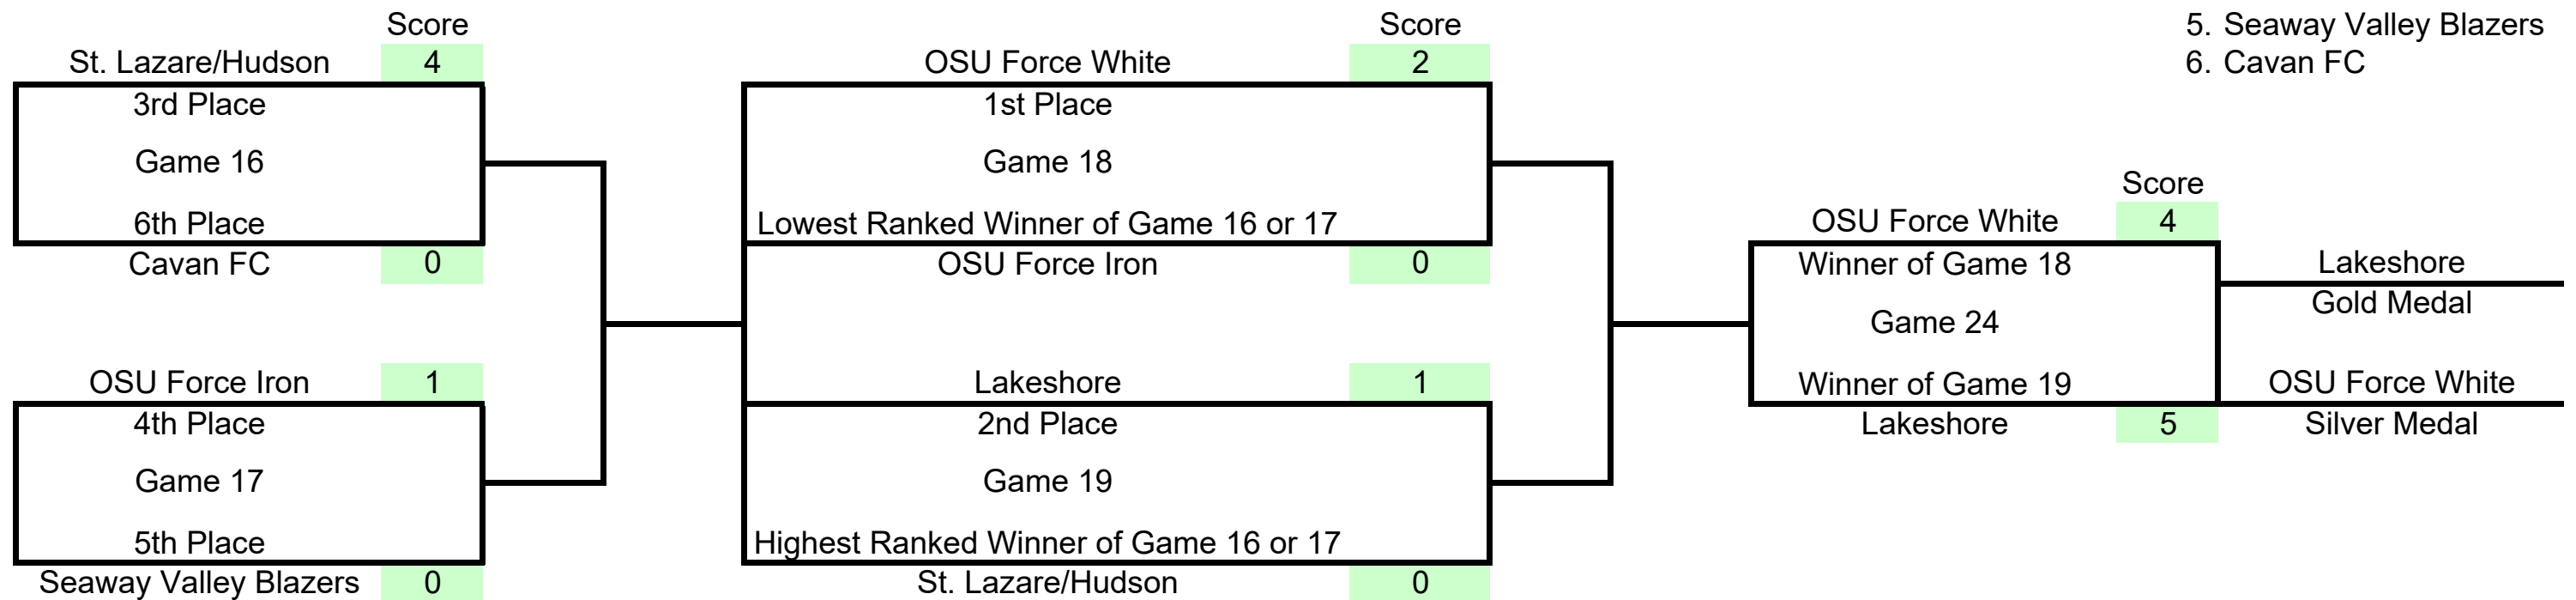 Score
Score
5. Seaway Valley Blazers
St. Lazare/Hudson 4
OSU Force White 2
6. Cavan FC
3rd Place
1st Place
Game 16
Game 18
Score
6th Place
Lowest Ranked Winner of Game 16 or 17
OSU Force White 4
Cavan FC 0
OSU Force Iron 0
Winner of Game 18
Lakeshore
Gold Medal
Game 24
OSU Force Iron 1
Lakeshore 1
Winner of Game 19
OSU Force White
4th Place
2nd Place
Lakeshore 5
Silver Medal
Game 17
Game 19
5th Place
Highest Ranked Winner of Game 16 or 17
Seaway Valley Blazers 0
St. Lazare/Hudson 0